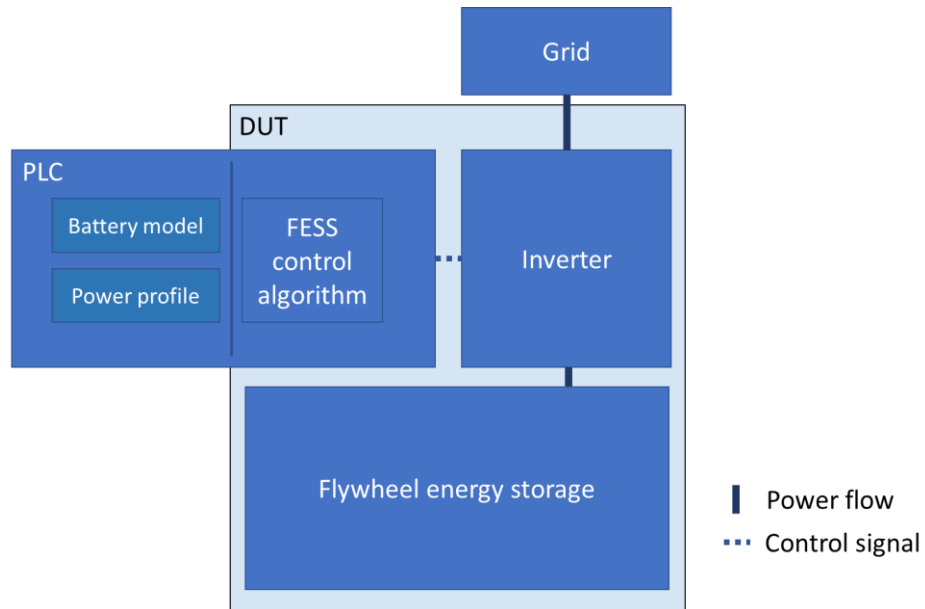 Grid
DUT
PLC
Battery model
Power profile
FESS
control
algorithm
Inverter
Flywheel energy storage
Power flow
Control signal